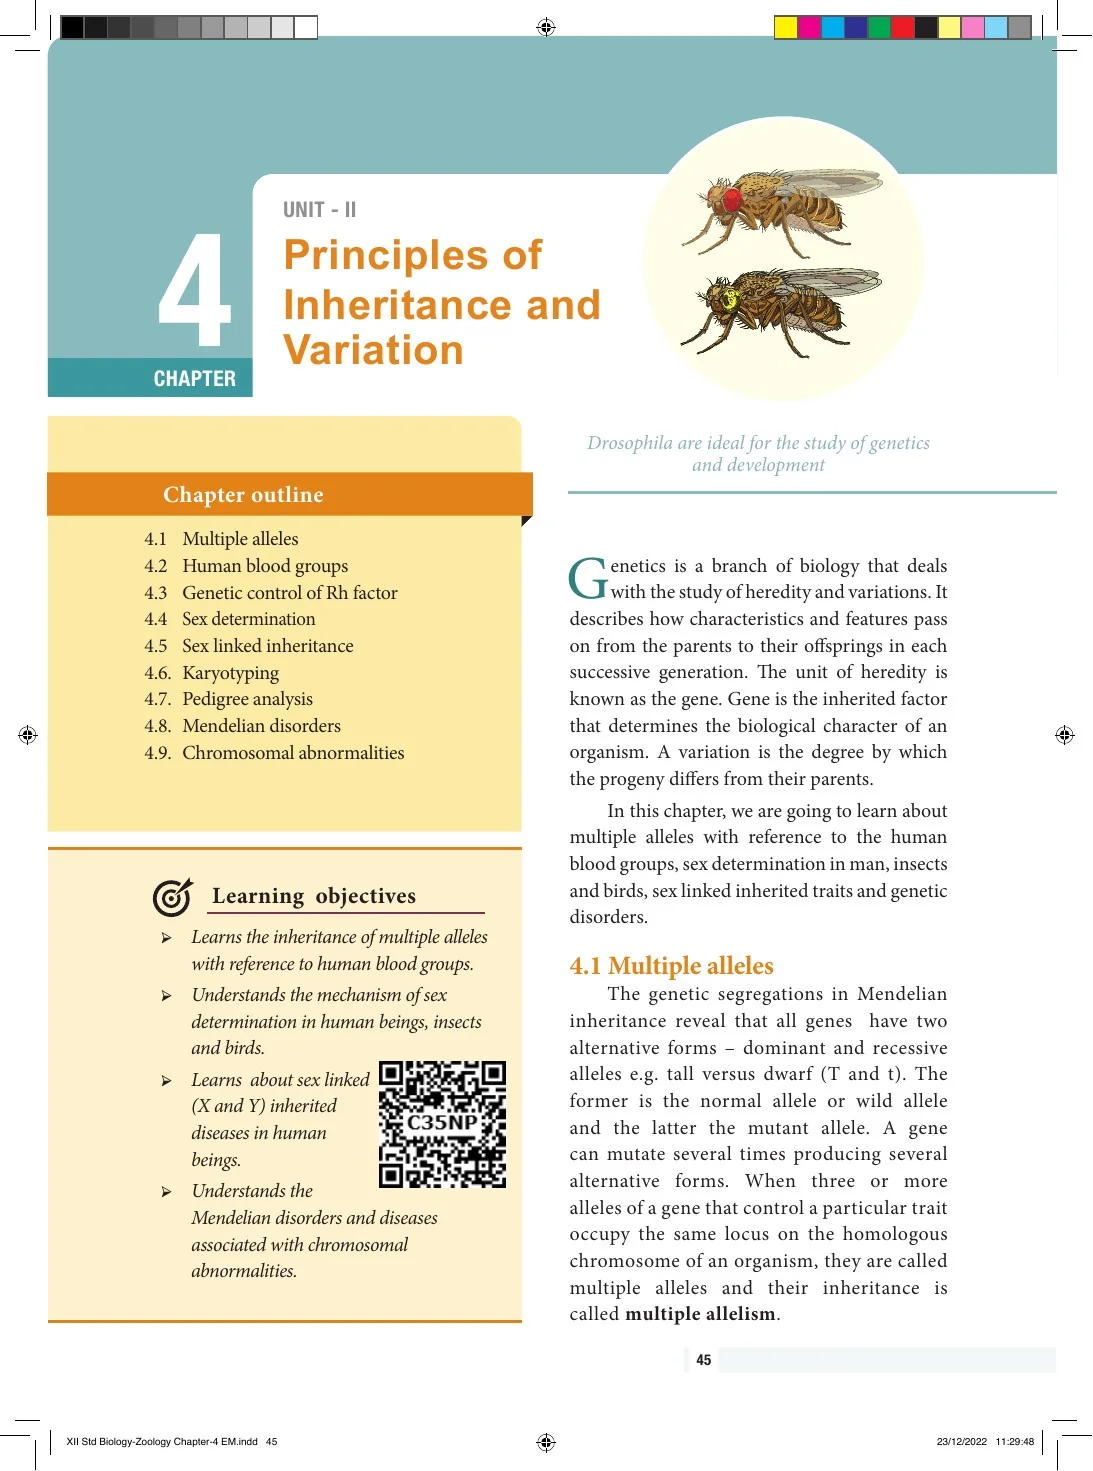 UNIT - II
4
CHAPTER
Principles of
Inheritance and
Variation
Drosophila are ideal for the study of genetics
and development
Chapter outline
4.1 Multiple alleles
4.2 Human blood groups
4.3 Genetic control of Rh factor
4.4 Sex determination
4.5 Sex linked inheritance
4.6. Karyotyping
4.7. Pedigree analysis
4.8. Mendelian disorders
4.9. Chromosomal abnormalities
Learning objectives
➢ Learns the inheritance of multiple alleles
with reference to human blood groups.
➢ Understands the mechanism of sex
determination in human beings, insects
and birds.
➢ Learns about sex linked
(X and Y) inherited
diseases in human
beings.
C35NP
➢ Understands the
Mendelian disorders and diseases
associated with chromosomal
abnormalities.
Genetics is a branch of biology that deals
with the study of heredity and variations. It
describes how characteristics and features pass
on from the parents to their offsprings in each
successive generation. The unit of heredity is
known as the gene. Gene is the inherited factor
that determines the biological character of an
organism. A variation is the degree by which
the progeny differs from their parents.
In this chapter, we are going to learn about
multiple alleles with reference to the human
blood groups, sex determination in man, insects
and birds, sex linked inherited traits and genetic
disorders.
4.1 Multiple alleles
The genetic segregations in Mendelian
inheritance reveal that all genes have two
alternative forms – dominant and recessive
alleles e.g. tall versus dwarf (T and t). The
former is the normal allele or wild allele
and the latter the mutant allele. A gene
can mutate several times producing several
alternative forms. When three or more
alleles of a gene that control a particular trait
occupy the same locus on the homologous
chromosome of an organism, they are called
multiple alleles and their inheritance is
called multiple allelism.
45
XII Std Biology-Zoology Chapter-4 EM.indd 45
23/12/2022 11:29:48